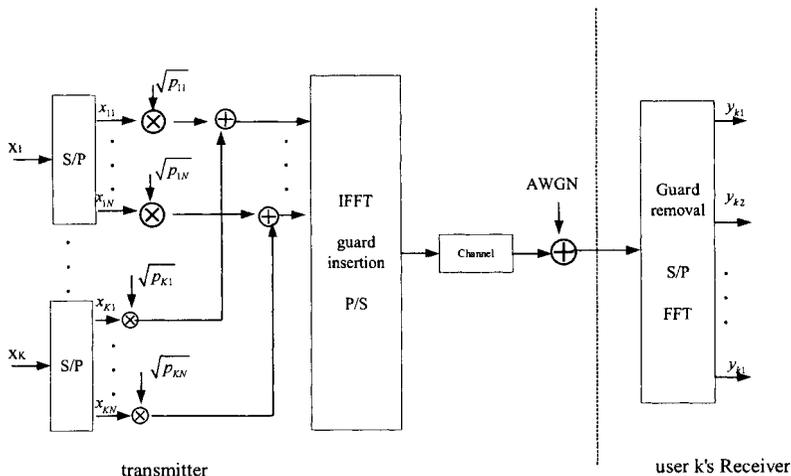 √p₁₁
x₁₁
X₁
S/P
√p₁N
x₁N
√pK₁
xK₁
XK
S/P
√pKN
xKN
IFFT
guard
insertion
P/S
Channel
AWGN
Guard
removal
S/P
FFT
yk1
yk2
yk1
transmitter
user k's Receiver